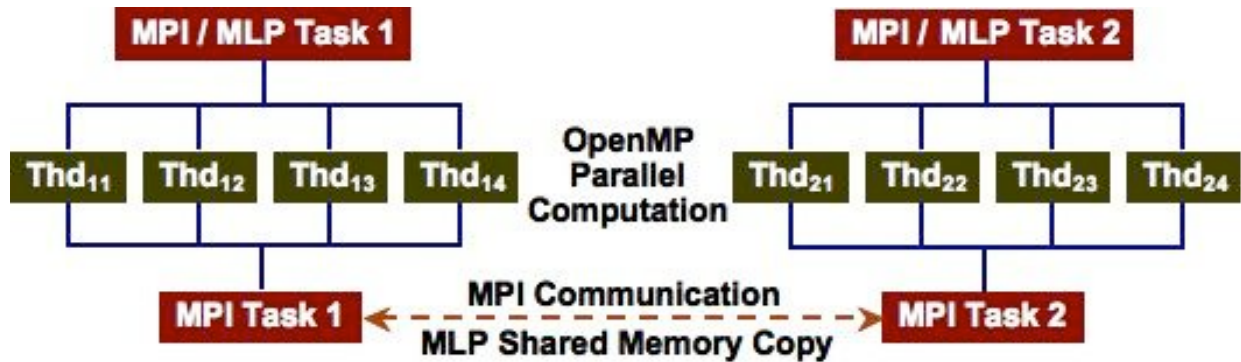 MPI / MLP Task 1
MPI / MLP Task 2
Thd11
Thd12
Thd13
Thd14
OpenMP
Parallel
Computation
Thd21
Thd22
Thd23
Thd24
MPI Task 1
MPI Communication
MLP Shared Memory Copy
MPI Task 2